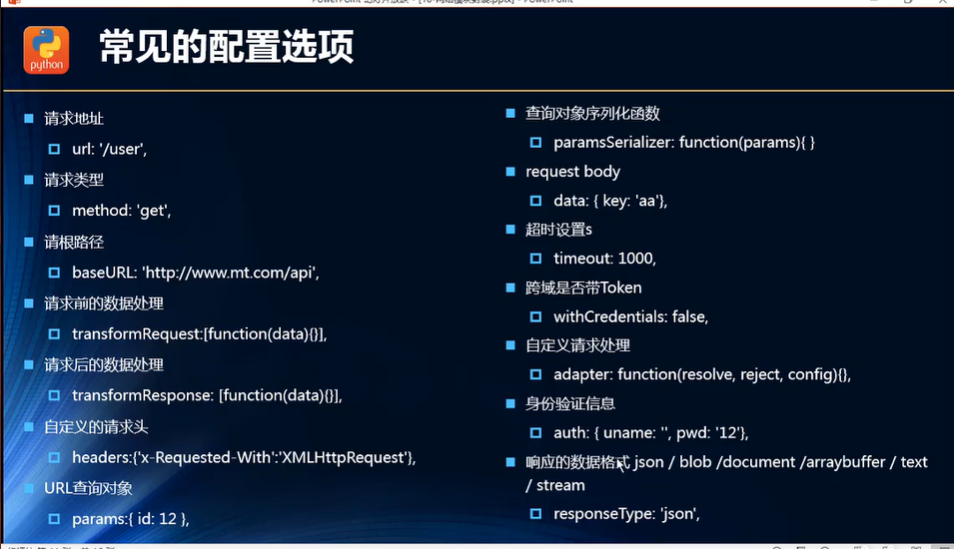 python
常见的配置选项
请求地址
url: '/user',
请求类型
method: 'get',
请根路径
baseURL: 'http://www.mt.com/api',
请求前的数据处理
transformRequest:[function(data){}],
请求后的数据处理
transformResponse: [function(data){}],
自定义的请求头
headers:{'x-Requested-With':'XMLHttpRequest'},
URL查询对象
params:{ id: 12 },
查询对象序列化函数
paramsSerializer: function(params){ }
request body
data: { key: 'aa'},
超时设置s
timeout: 1000,
跨域是否带Token
withCredentials: false,
自定义请求处理
adapter: function(resolve, reject, config){},
身份验证信息
auth: { uname: '', pwd: '12'},
响应的数据格式 json / blob /document /arraybuffer / text
/ stream
responseType: 'json',